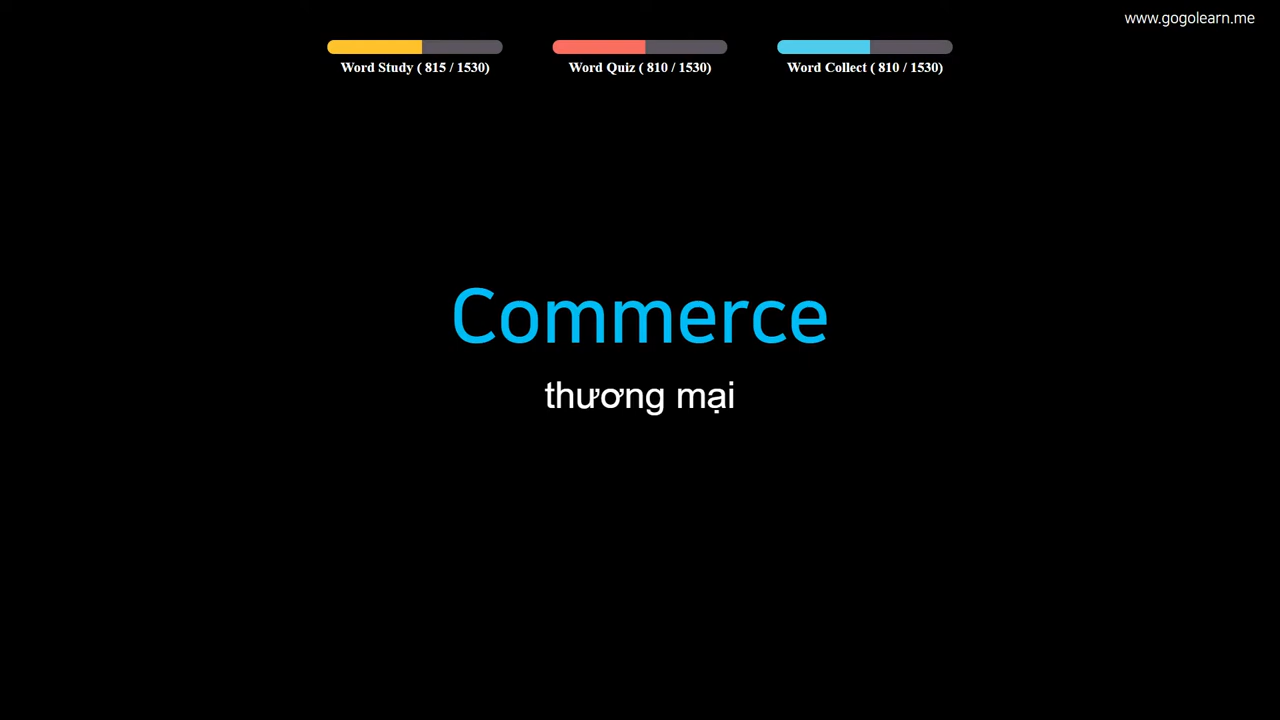 www.gogolearn.me
Word Study ( 815 / 1530)
Word Quiz ( 810 / 1530)
Word Collect ( 810 / 1530)
Commerce
thương mại